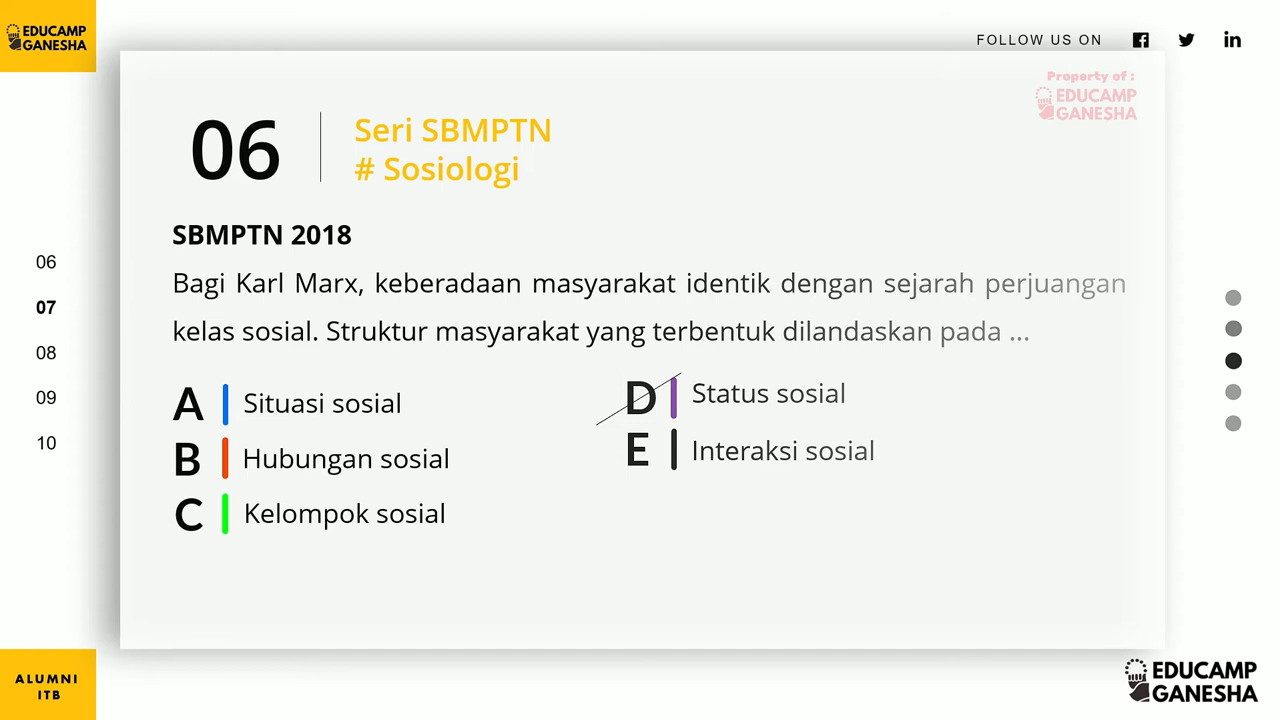 EDUCAMP
GANESHA
FOLLOW US ON
Property of :
EDUCAMP
GANESHA
06
Seri SBMPTN
# Sosiologi
SBMPTN 2018
Bagi Karl Marx, keberadaan masyarakat identik dengan sejarah perjuangan
kelas sosial. Struktur masyarakat yang terbentuk dilandaskan pada ...
A Situasi sosial
B Hubungan sosial
C Kelompok sosial
D Status sosial
E Interaksi sosial
06
07
08
09
10
ALUMNI
ITB
EDUCAMP
GANESHA